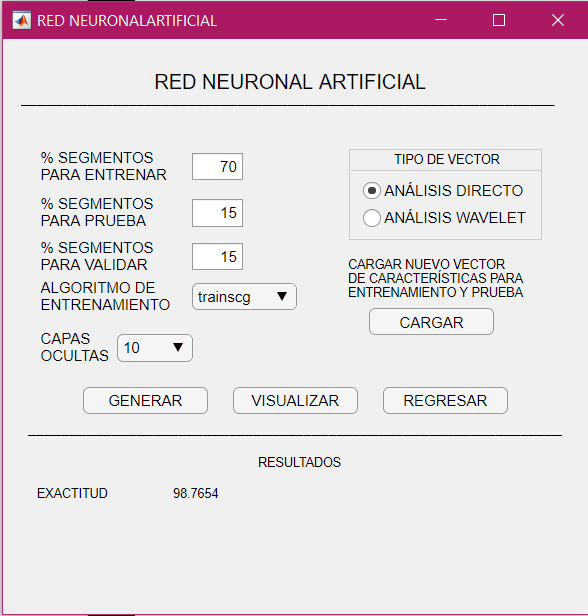 RED NEURONALARTIFICIAL
RED NEURONAL ARTIFICIAL
% SEGMENTOS
PARA ENTRENAR
70
% SEGMENTOS
PARA PRUEBA
15
% SEGMENTOS
PARA VALIDAR
15
ALGORITMO DE
ENTRENAMIENTO
trainscg
CAPAS
OCULTAS
10
TIPO DE VECTOR
ANÁLISIS DIRECTO
ANÁLISIS WAVELET
CARGAR NUEVO VECTOR
DE CARACTERÍSTICAS PARA
ENTRENAMIENTO Y PRUEBA
CARGAR
GENERAR VISUALIZAR REGRESAR
RESULTADOS
EXACTITUD 98.7654